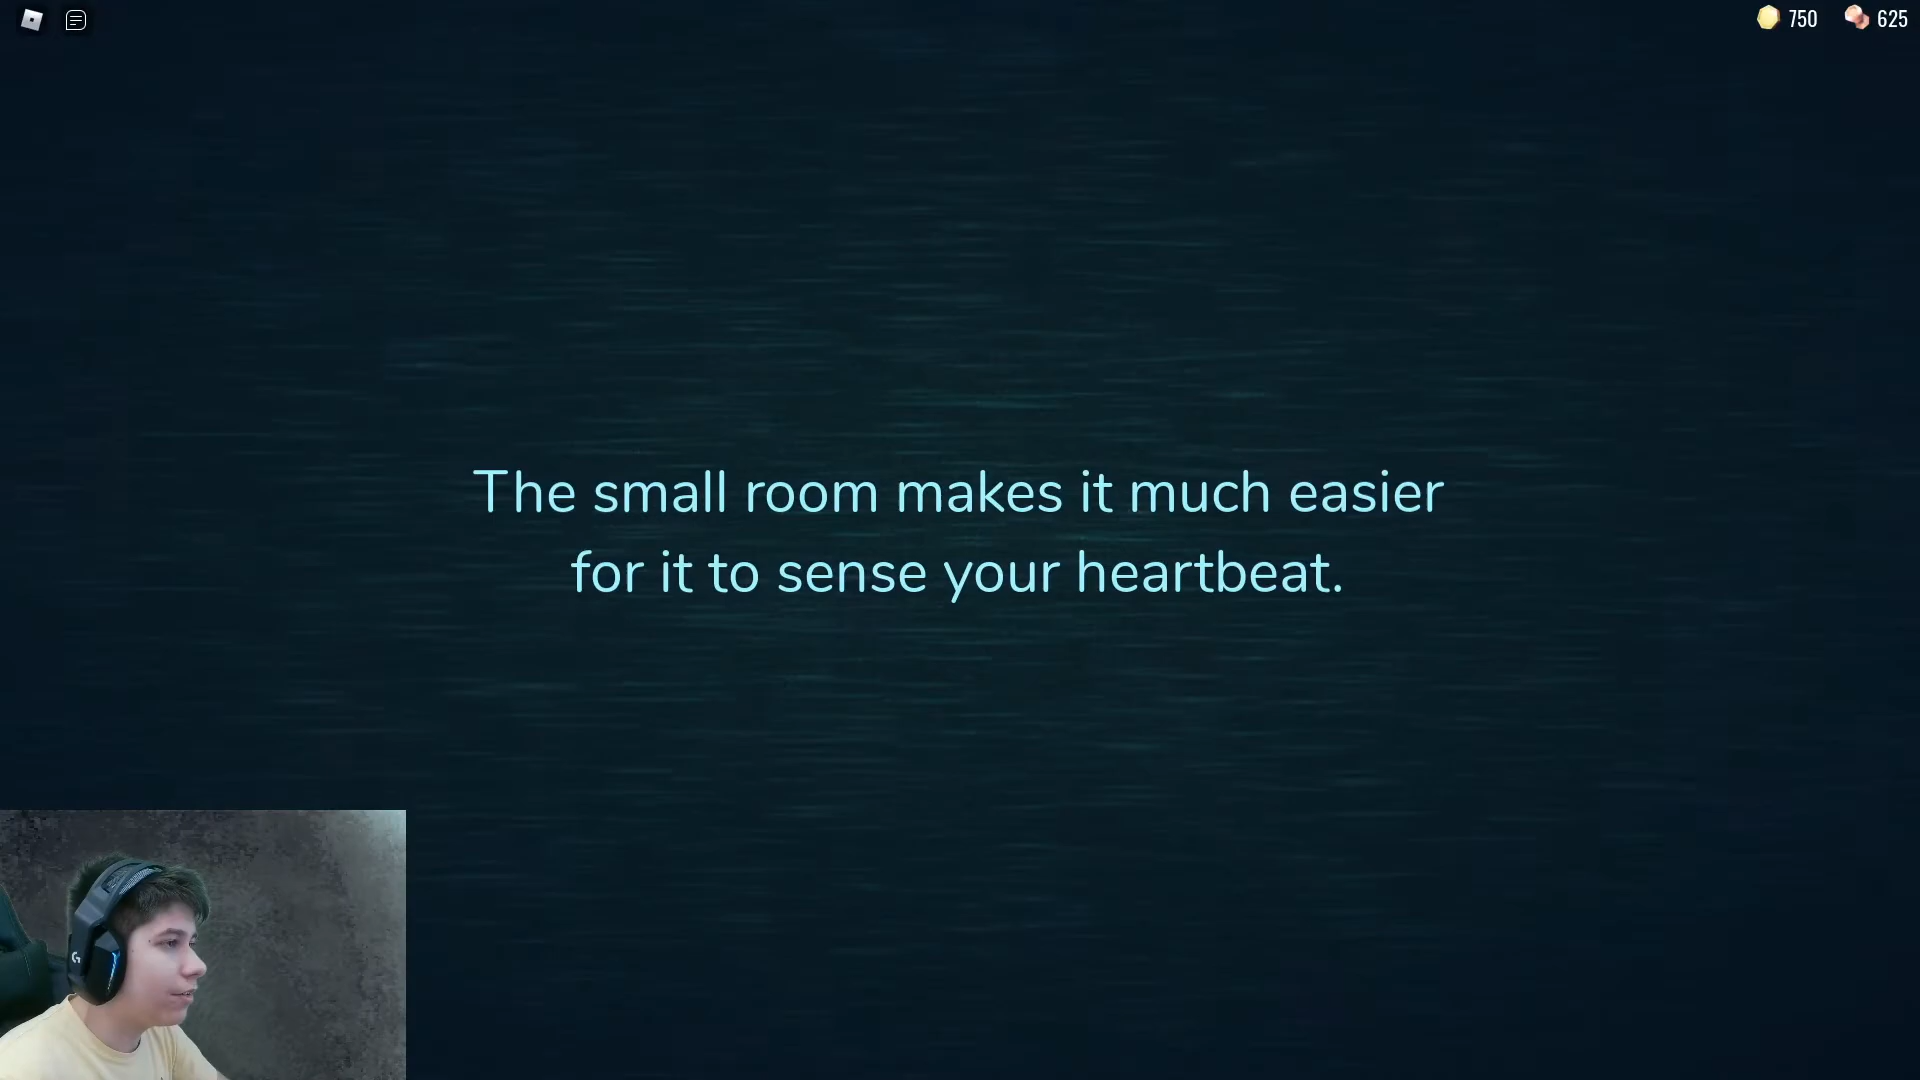 750 625
The small room makes it much easier
for it to sense your heartbeat.